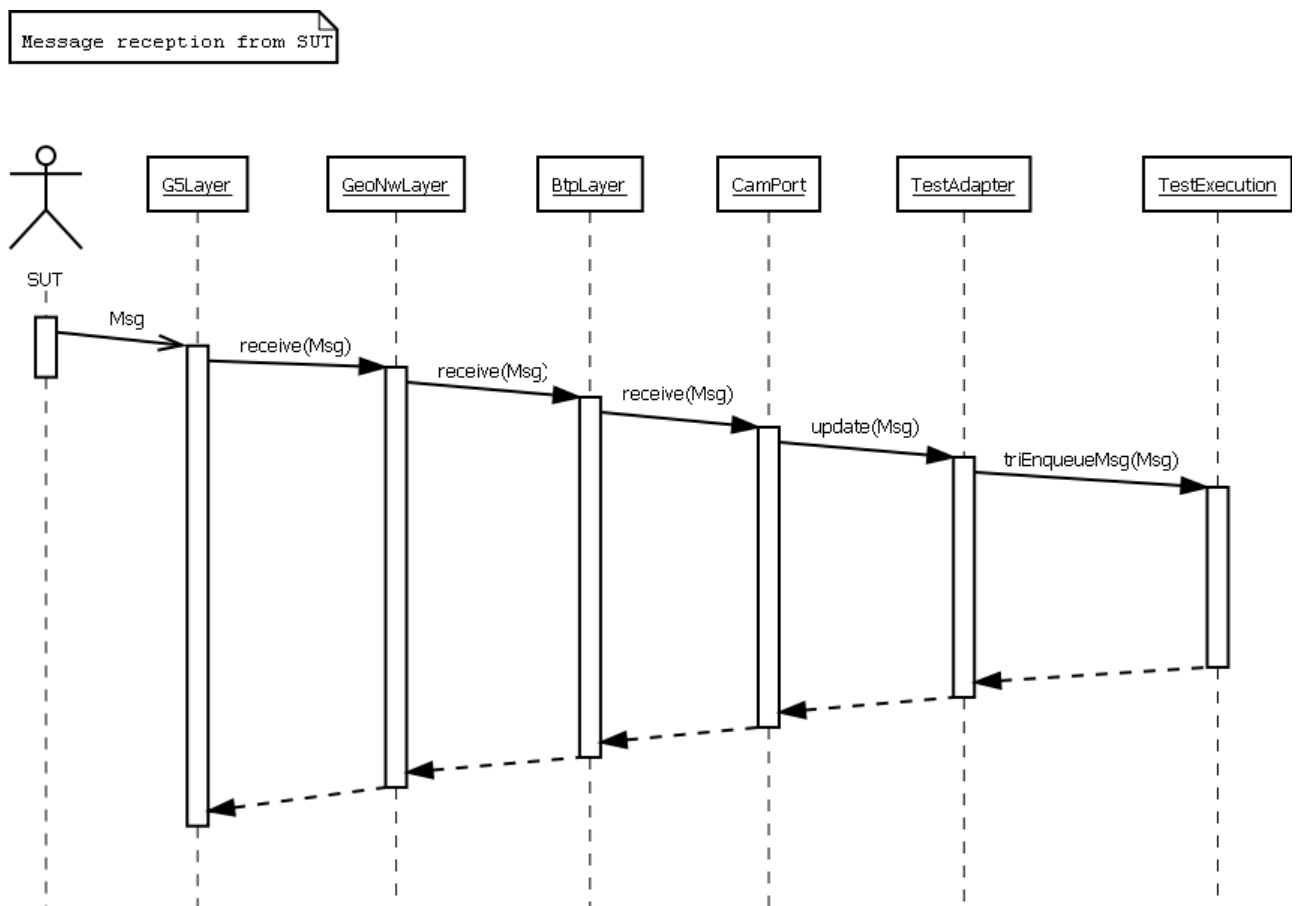 Message reception from SUT
G5Layer
GeoNwLayer
BtpLayer
CamPort
TestAdapter
TestExecution
SUT
Msg
receive(Msg)
receive(Msg)
receive(Msg)
update(Msg)
triEnqueueMsg(Msg)